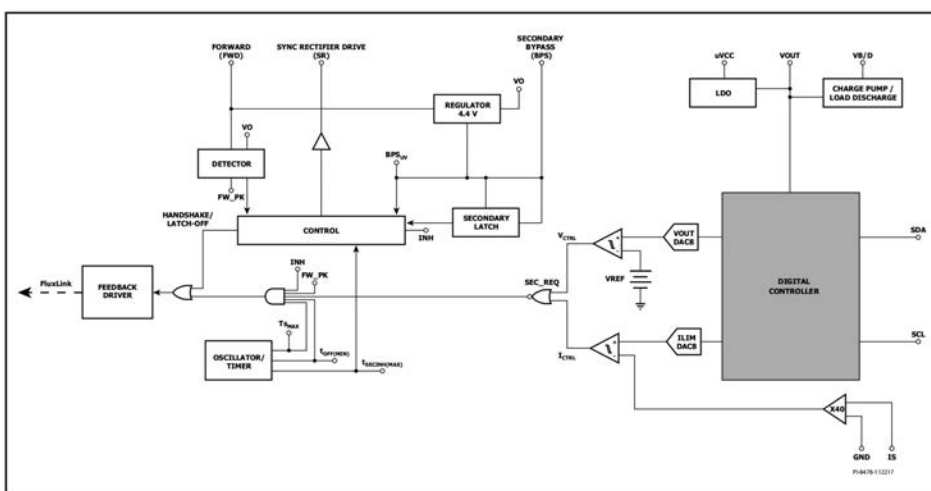 FORWARD
(FWD)
SYNC RECTIFIER DRIVE
(SR)
SECONDARY
BYPASS
(BPS)
uVCC
VOUT
VB/D
VO
LDO
CHARGE PUMP /
LOAD DISCHARGE
REGULATOR
4.4 V
VO
DETECTOR
BPSUV
FW_PK
HANDSHAKE/
LATCH-OFF
CONTROL
INH
SECONDARY
LATCH
VCTRL
VOUT
DAC8
SDA
INH
FW_PK
VREF
DIGITAL
CONTROLLER
FluxLink
FEEDBACK
DRIVER
SEC_REQ
TsMAX
OSCILLATOR/
TIMER
tOFF(MIN)
tSECINH(MAX)
ICTRL
ILIM
DAC8
SCL
X40
GND
IS
PI-8478-112217